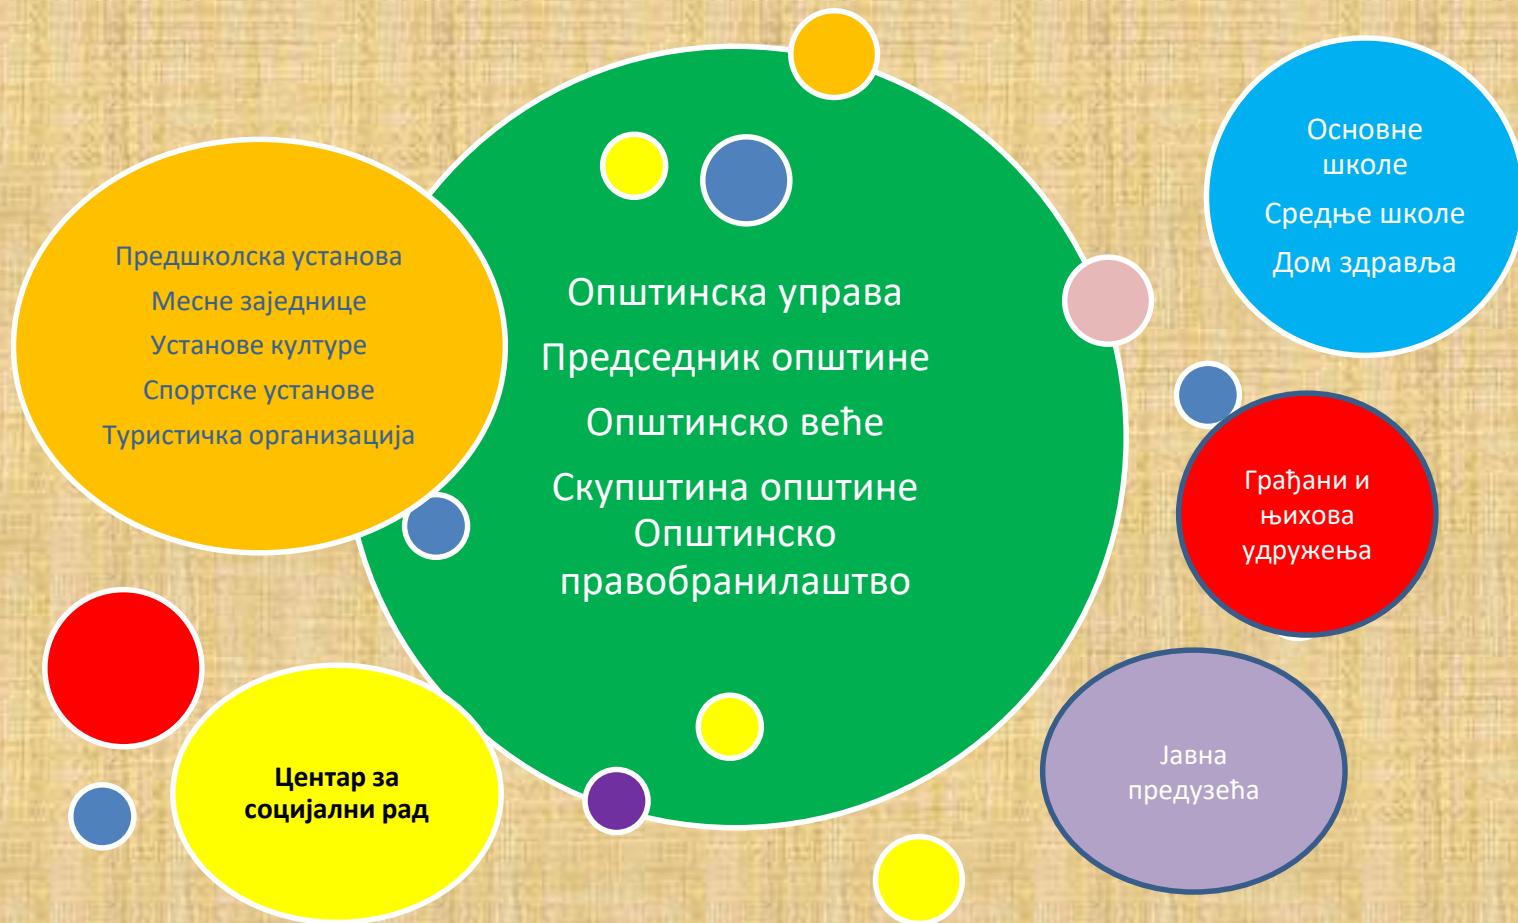 Предшколска установа
Месне заједнице
Установе културе
Спортске установе
Туристичка организација
Општинска управа
Председник општине
Општинско веће
Скупштина општине
Општинско
правобранилаштво
Основне
школе
Средње школе
Дом здравља
Грађани и
њихова
удружења
Центар за
социјални рад
Јавна
предузећа